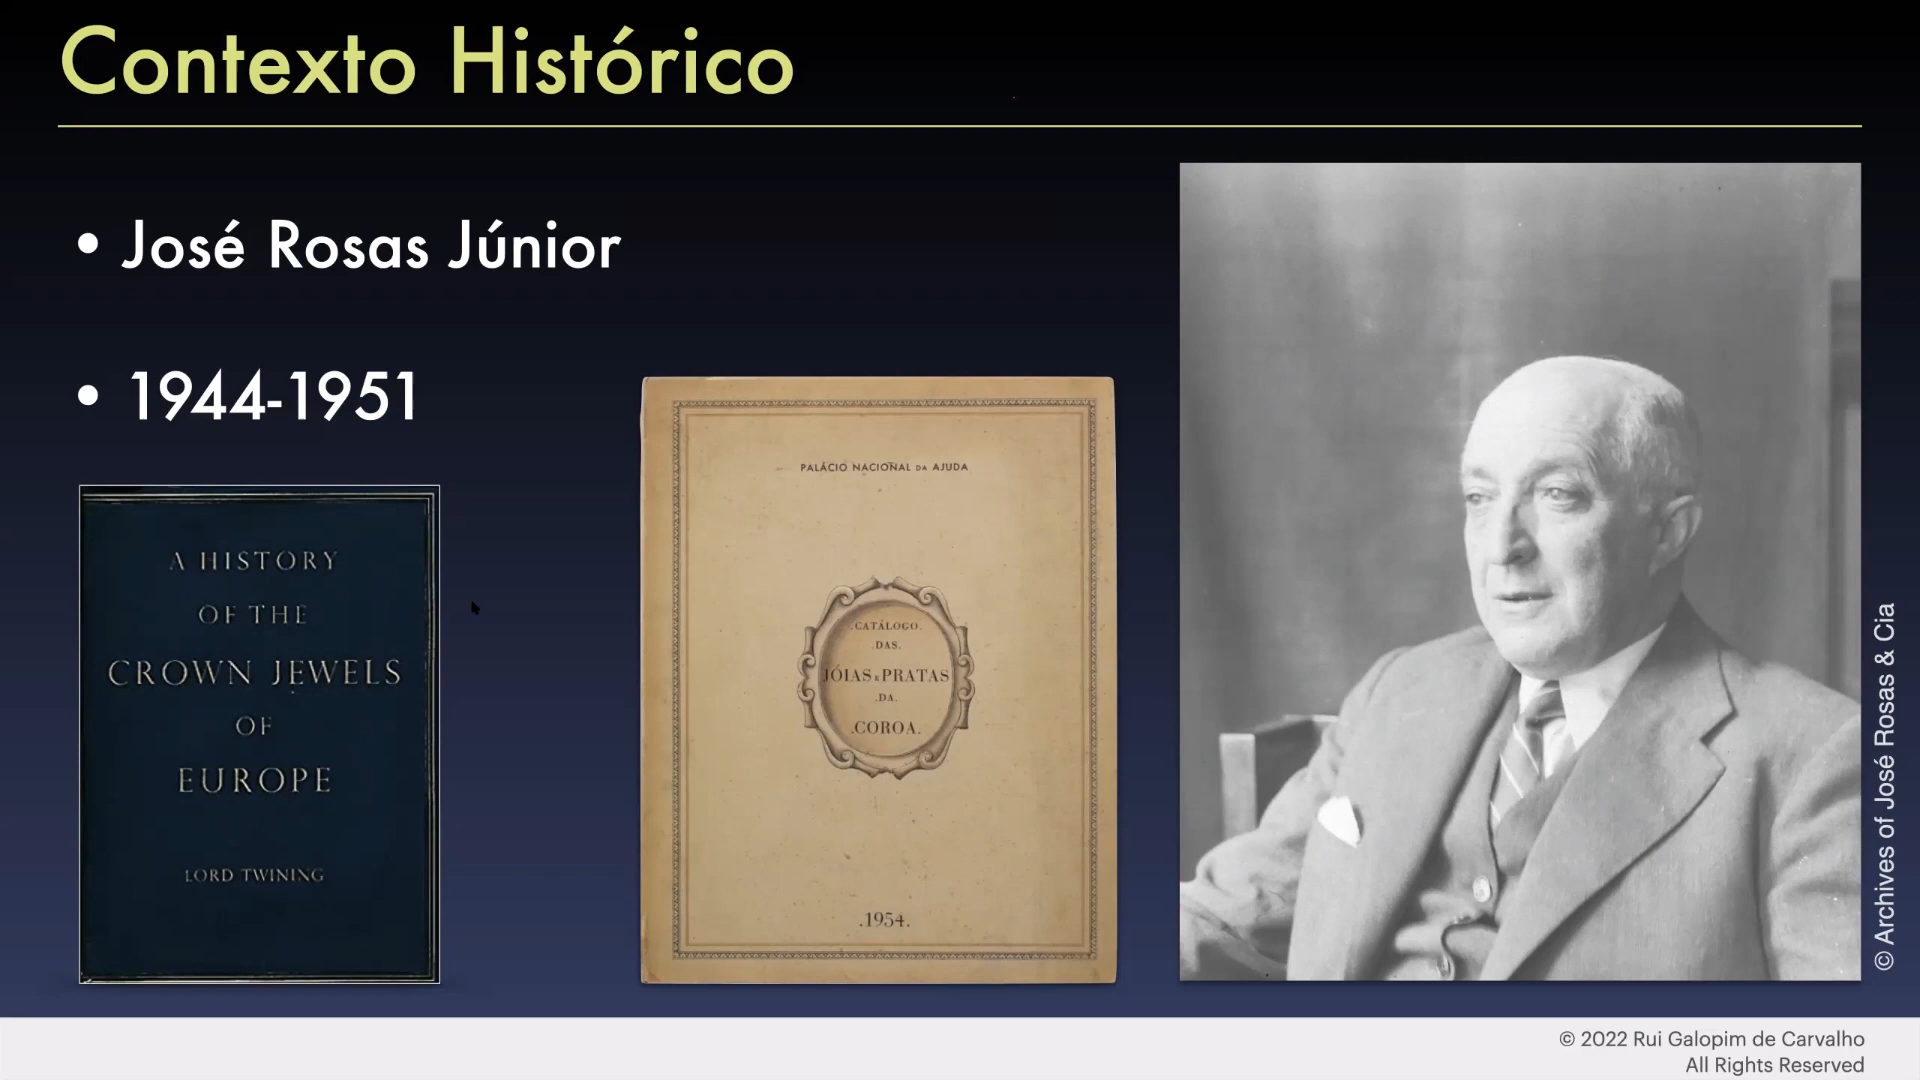 Contexto Histórico
• José Rosas Júnior
• 1944-1951
A HISTORY
OF THE
CROWN JEWELS
OF
EUROPE
LORD TWINING
PALÁCIO NACIONAL DA AJUDA
.CATÁLOGO.
.DAS.
JÓIAS E PRATAS
.DA.
.COROA.
.1954.
© Archives of José Rosas & Cia
© 2022 Rui Galopim de Carvalho
All Rights Reserved